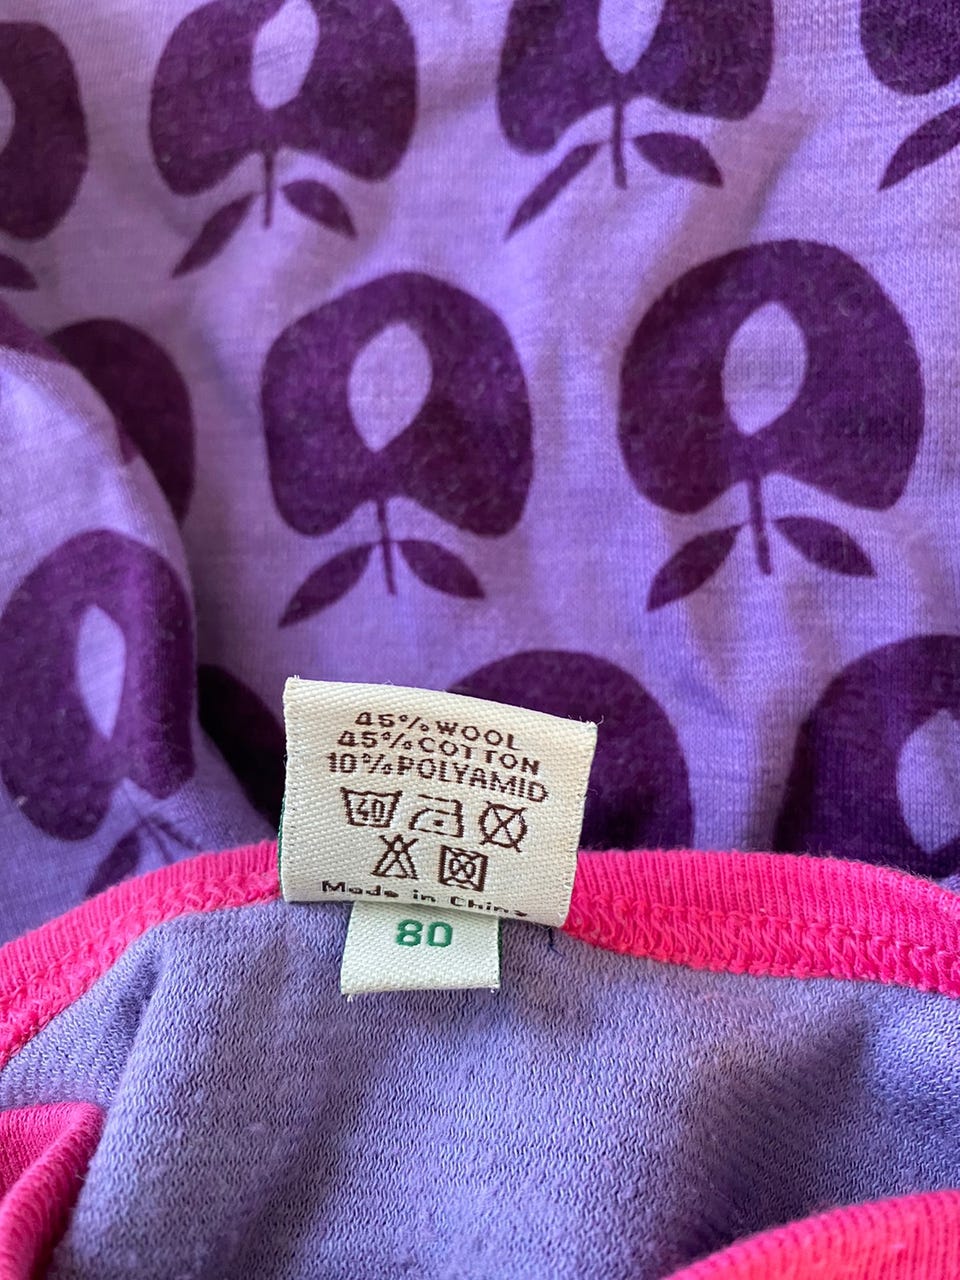 45% WOOL
45% COTTON
10% POLYAMID
40
Made in China
80